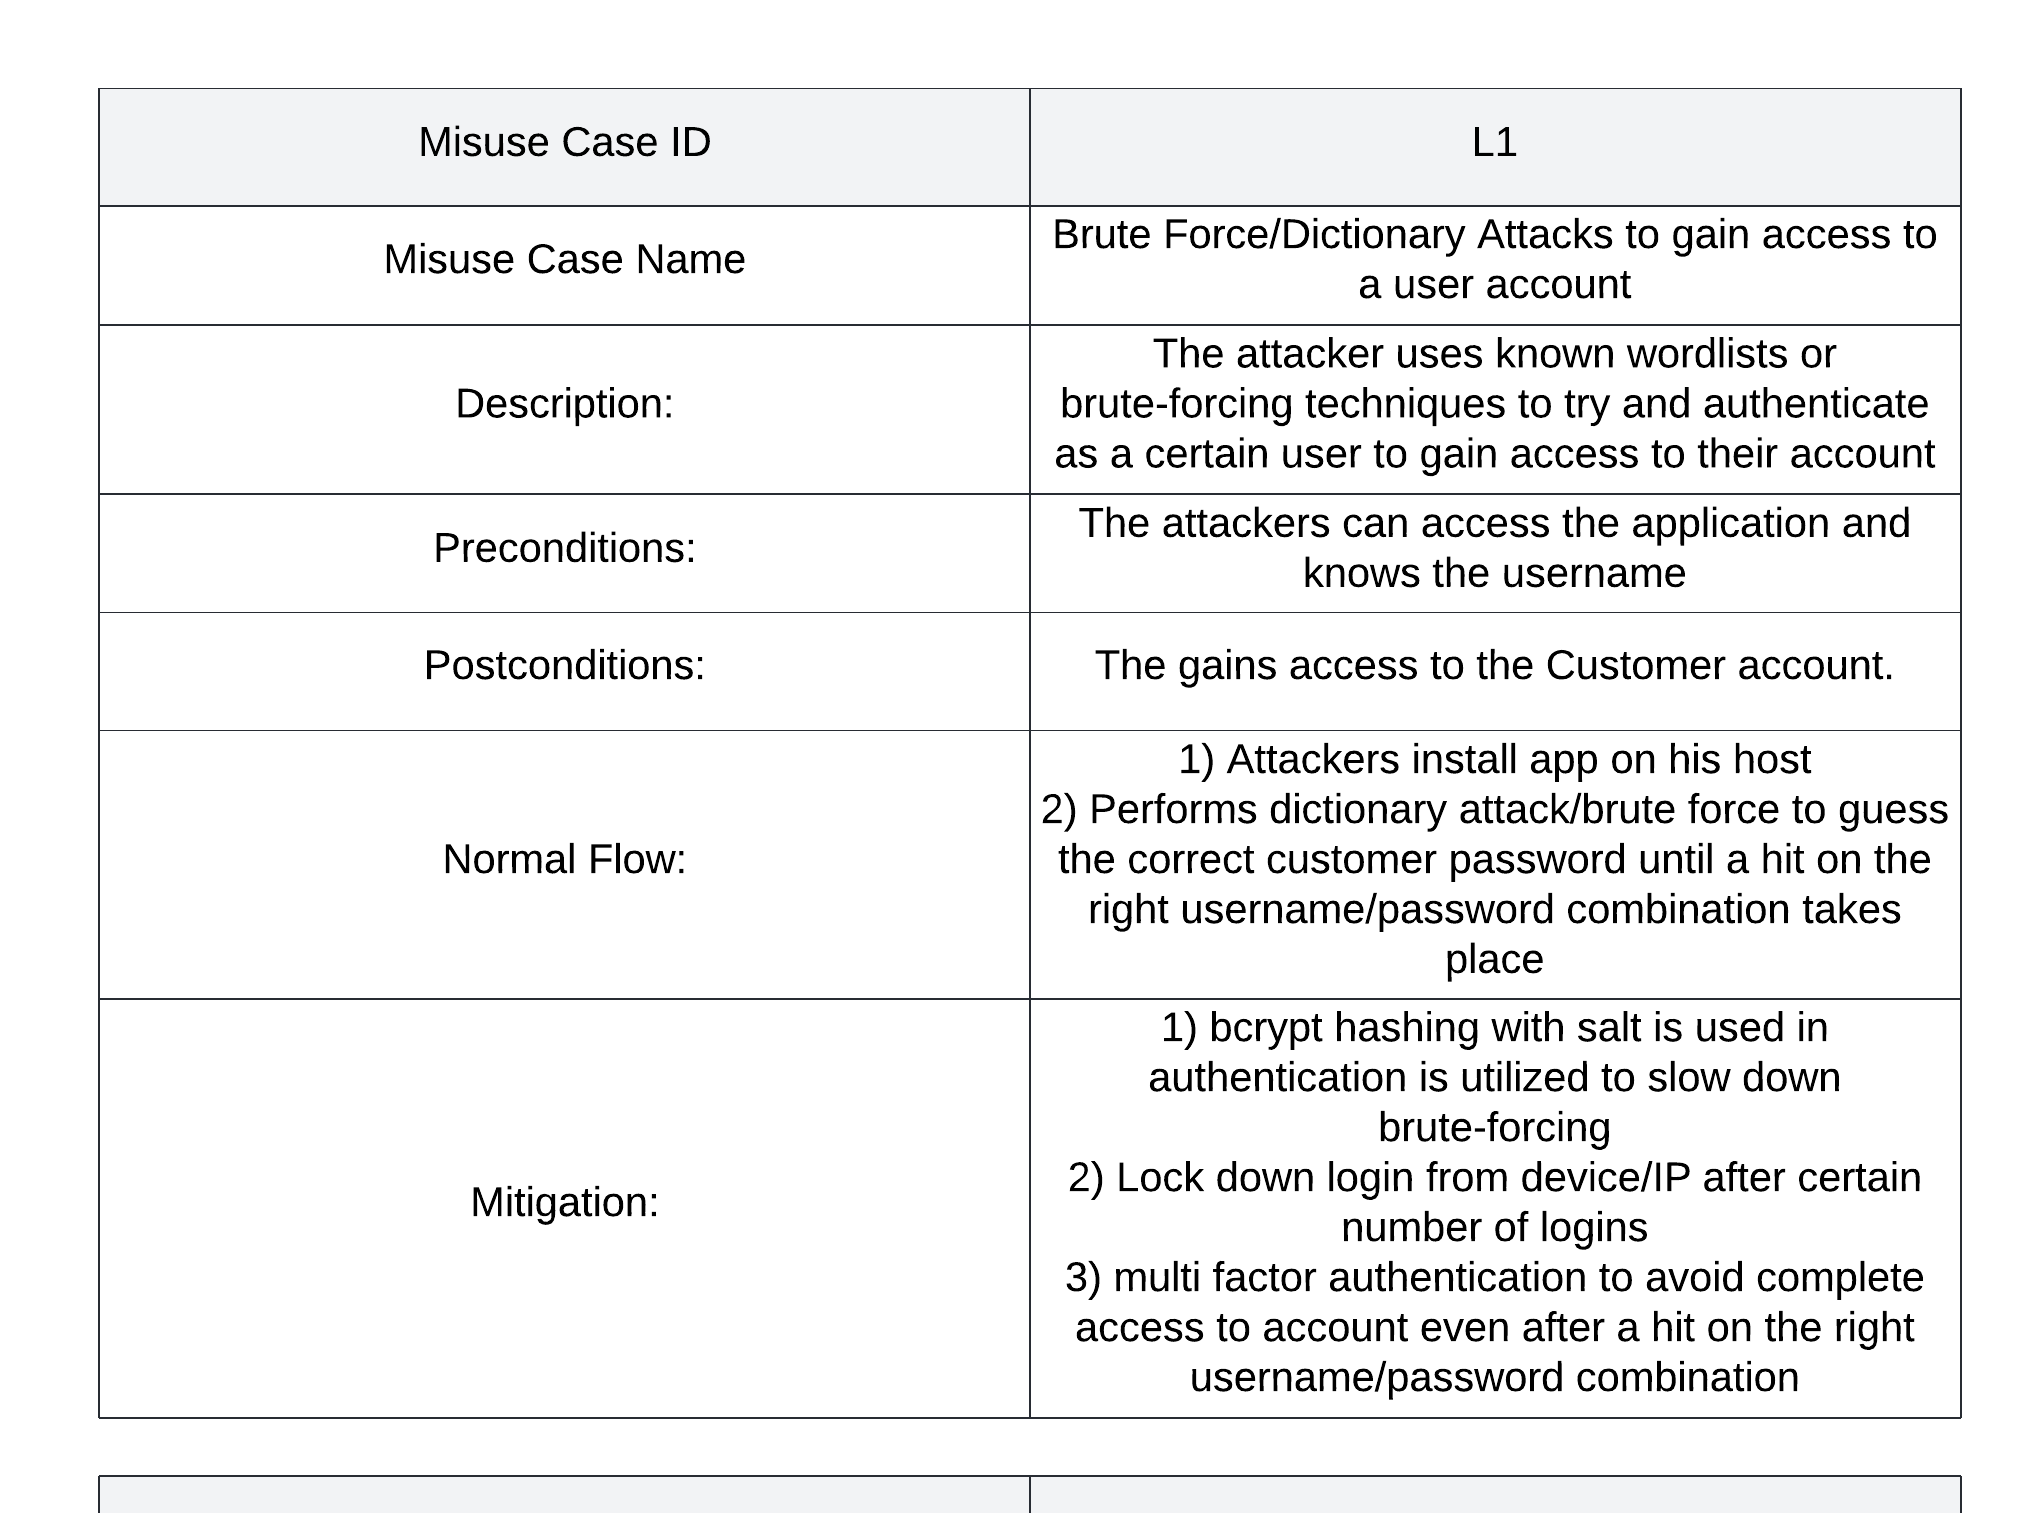 Misuse Case ID
L1
Misuse Case Name
Brute Force/Dictionary Attacks to gain access to
a user account
Description:
The attacker uses known wordlists or
brute-forcing techniques to try and authenticate
as a certain user to gain access to their account
Preconditions:
The attackers can access the application and
knows the username
Postconditions:
The gains access to the Customer account.
Normal Flow:
1) Attackers install app on his host
2) Performs dictionary attack/brute force to guess
the correct customer password until a hit on the
right username/password combination takes
place
Mitigation:
1) bcrypt hashing with salt is used in
authentication is utilized to slow down
brute-forcing
2) Lock down login from device/IP after certain
number of logins
3) multi factor authentication to avoid complete
access to account even after a hit on the right
username/password combination